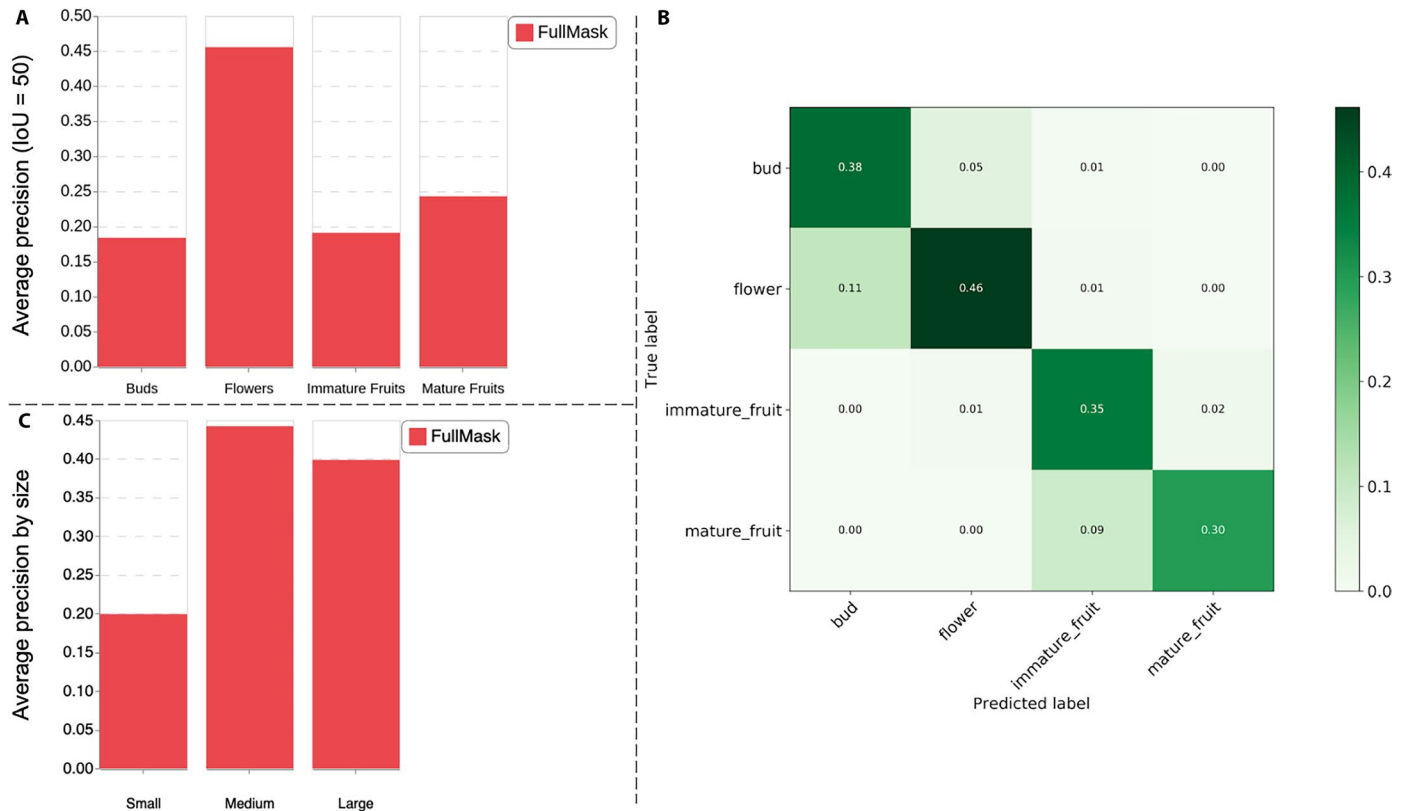 A
Average precision (IoU = 50)
0.50
0.45
0.40
0.35
0.30
0.25
0.20
0.15
0.10
0.05
0.00
FullMask
Buds Flowers Immature Fruits Mature Fruits
C
Average precision by size
0.45
0.40
0.35
0.30
0.25
0.20
0.15
0.10
0.05
0.00
FullMask
Small Medium Large
B
True label
bud 0.38 0.05 0.01 0.00
flower 0.11 0.46 0.01 0.00
immature_fruit 0.00 0.01 0.35 0.02
mature_fruit 0.00 0.00 0.09 0.30
bud flower immature_fruit mature_fruit
Predicted label
0.4
0.3
0.2
0.1
0.0